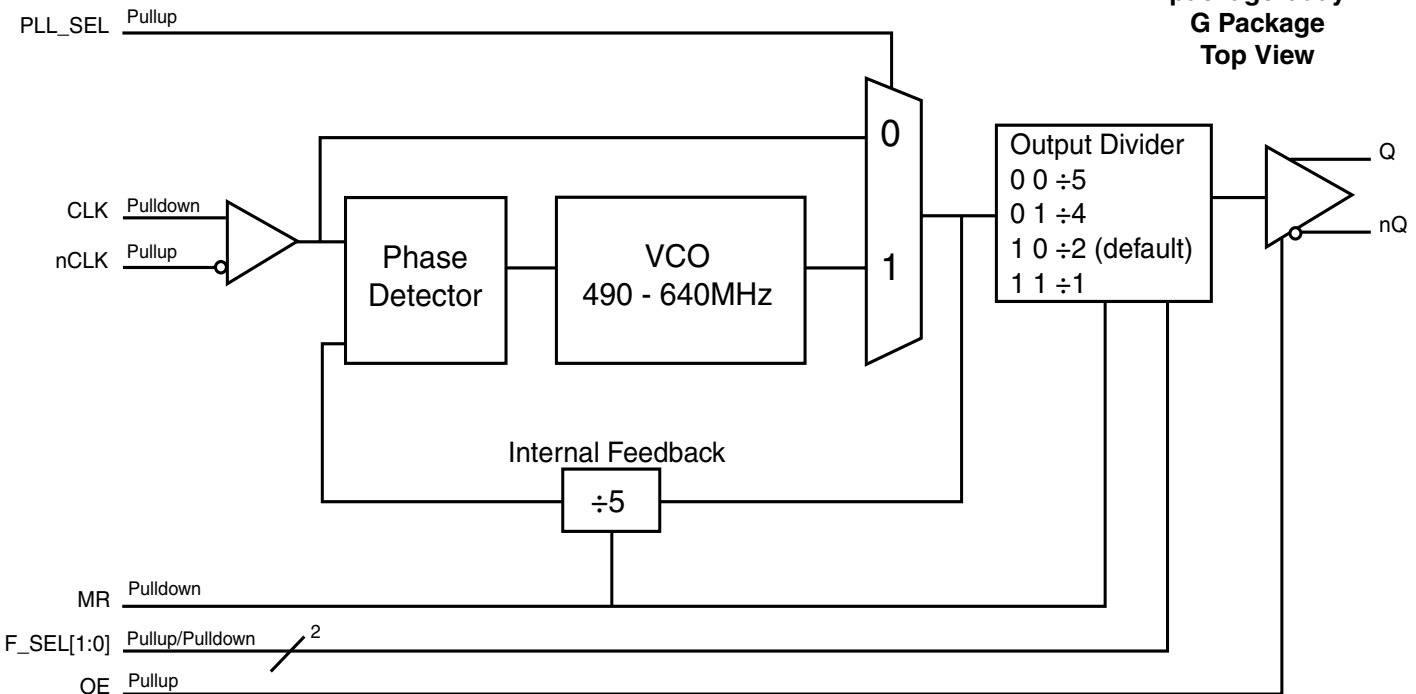 G Package
Top View
PLL_SEL Pullup
0
CLK Pulldown
nCLK Pullup
Phase
Detector
VCO
490 - 640MHz
1
Output Divider
0 0 ÷5
0 1 ÷4
1 0 ÷2 (default)
1 1 ÷1
Q
nQ
Internal Feedback
÷5
MR Pulldown
F_SEL[1:0] Pullup/Pulldown 2
OE Pullup